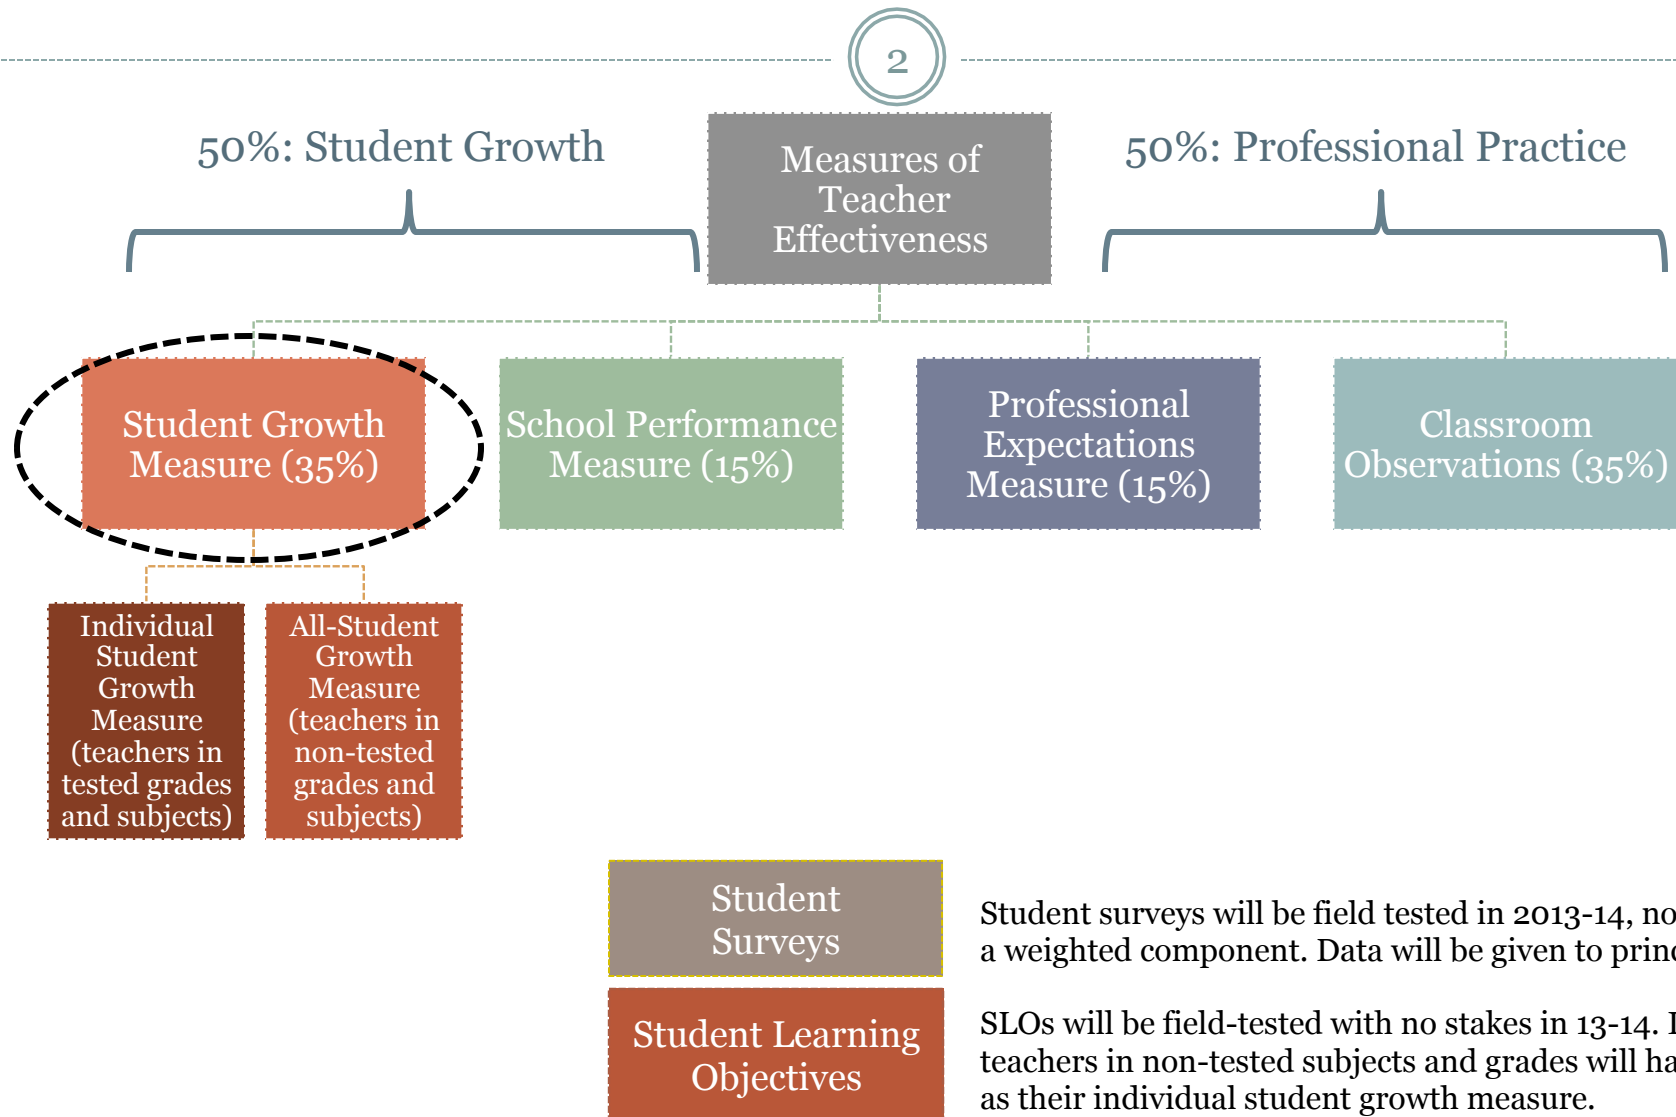 2
50%: Student Growth
Measures of
Teacher
Effectiveness
50%: Professional Practice
Student Growth
Measure (35%)
School Performance
Measure (15%)
Professional
Expectations
Measure (15%)
Classroom
Observations (35%)
Individual
Student
Growth
Measure
(teachers in
tested grades
and subjects)
All-Student
Growth
Measure
(teachers in
non-tested
grades and
subjects)
Student
Surveys
Student surveys will be field tested in 2013-14,
a weighted component. Data will be given to
Student Learning
Objectives
SLOs will be field-tested with no stakes in 13-14.
teachers in non-tested subjects and grades will
as their individual student growth measure.